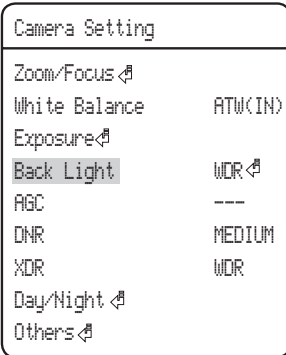 Camera Setting
Zoom/Focus⏎
White Balance ATW(IN)
Exposure⏎
Back Light WDR⏎
AGC ---
DNR MEDIUM
XDR WDR
Day/Night ⏎
Others⏎